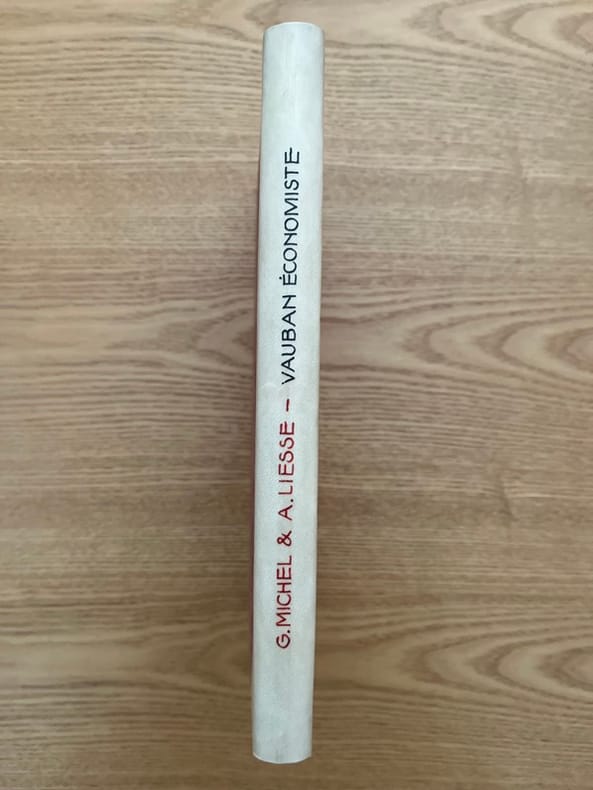 G. MICHEL & A. LIESSE – VAUBAN ÉCONOMISTE